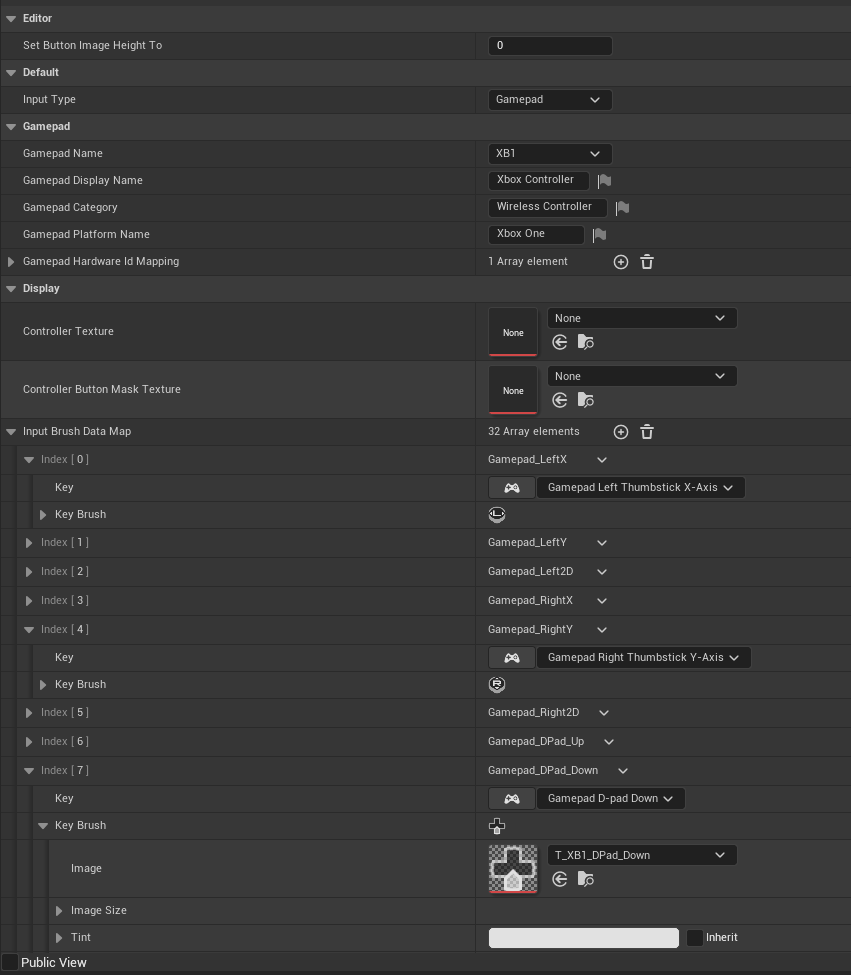 Editor
Set Button Image Height To 0
Default
Input Type Gamepad
Gamepad
Gamepad Name XB1
Gamepad Display Name Xbox Controller
Gamepad Category Wireless Controller
Gamepad Platform Name Xbox One
Gamepad Hardware Id Mapping 1 Array element
Display
Controller Texture None None
Controller Button Mask Texture None None
Input Brush Data Map 32 Array elements
Index [ 0 ] Gamepad_LeftX
Key Gamepad Left Thumbstick X-Axis
Key Brush L
Index [ 1 ] Gamepad_LeftY
Index [ 2 ] Gamepad_Left2D
Index [ 3 ] Gamepad_RightX
Index [ 4 ] Gamepad_RightY
Key Gamepad Right Thumbstick Y-Axis
Key Brush R
Index [ 5 ] Gamepad_Right2D
Index [ 6 ] Gamepad_DPad_Up
Index [ 7 ] Gamepad_DPad_Down
Key Gamepad D-pad Down
Key Brush
Image T_XB1_DPad_Down
Image Size
Tint Inherit
Public View